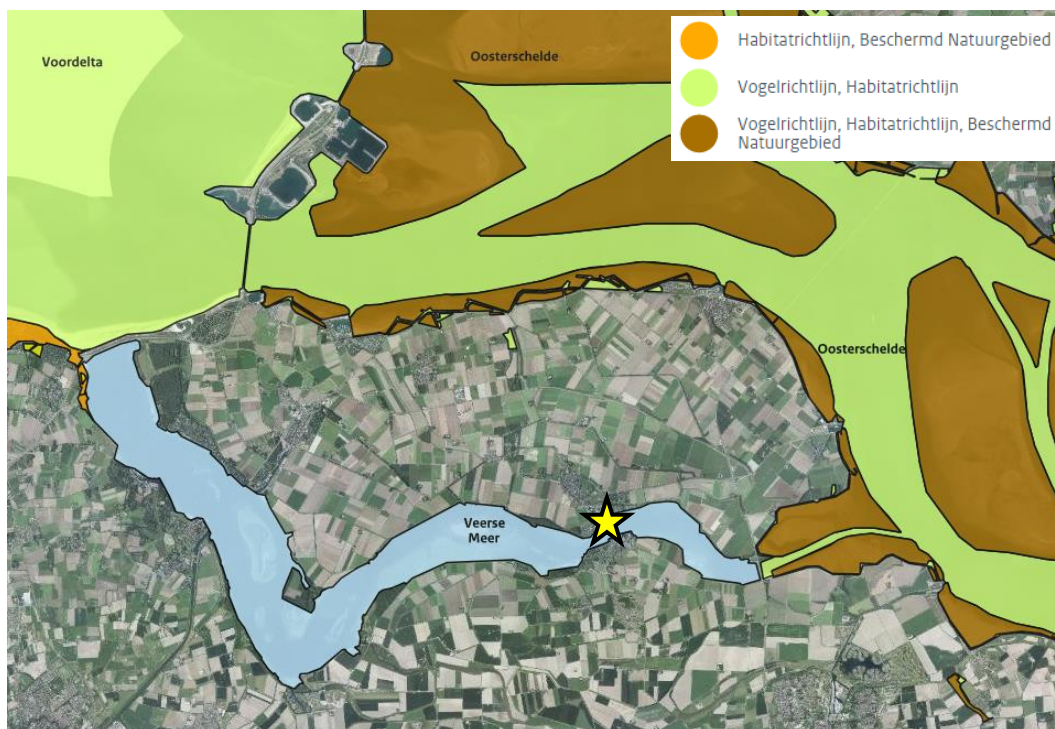 Voordelta
Oosterschelde
Habitatrichtlijn, Beschermd Natuurgebied
Vogelrichtlijn, Habitatrichtlijn
Vogelrichtlijn, Habitatrichtlijn, Beschermd
Natuurgebied
Oosterschelde
Veerse
Meer